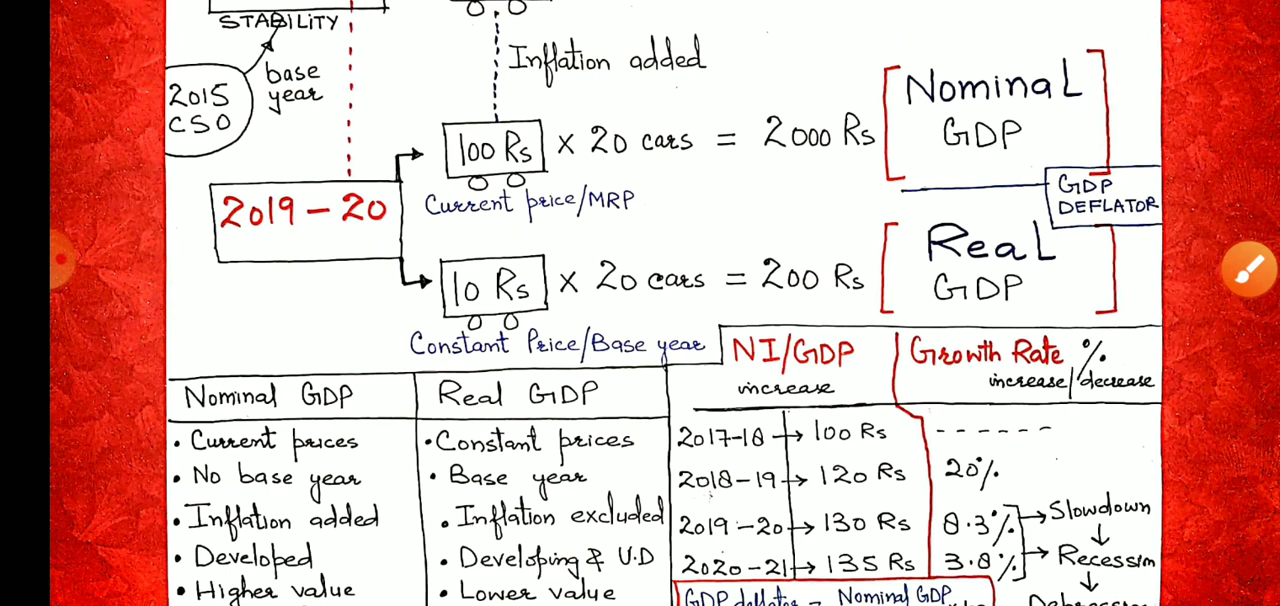 STABILITY
base
year
2015
CSO
Inflation added
100 Rs × 20 cars = 2000 Rs
Nominal
GDP
Current price/MRP
2019-20
GDP
DEFLATOR
10 Rs × 20 cars = 200 Rs
Real
GDP
Constant Price/Base year
Nominal GDP
• Current prices
• No base year
• Inflation added
• Developed
• Higher value
Real GDP
• Constant prices
• Base year
• Inflation excluded
• Developing & U.D
• Lower value
NI/GDP
increase
Growth Rate %
increase/decrease
2017-18 → 100 Rs ------
2018-19 → 120 Rs 20%
2019-20 → 130 Rs 8.3% → Slowdown
2020-21 → 135 Rs 3.8% → Recession
GDP deflator = Nominal GDP